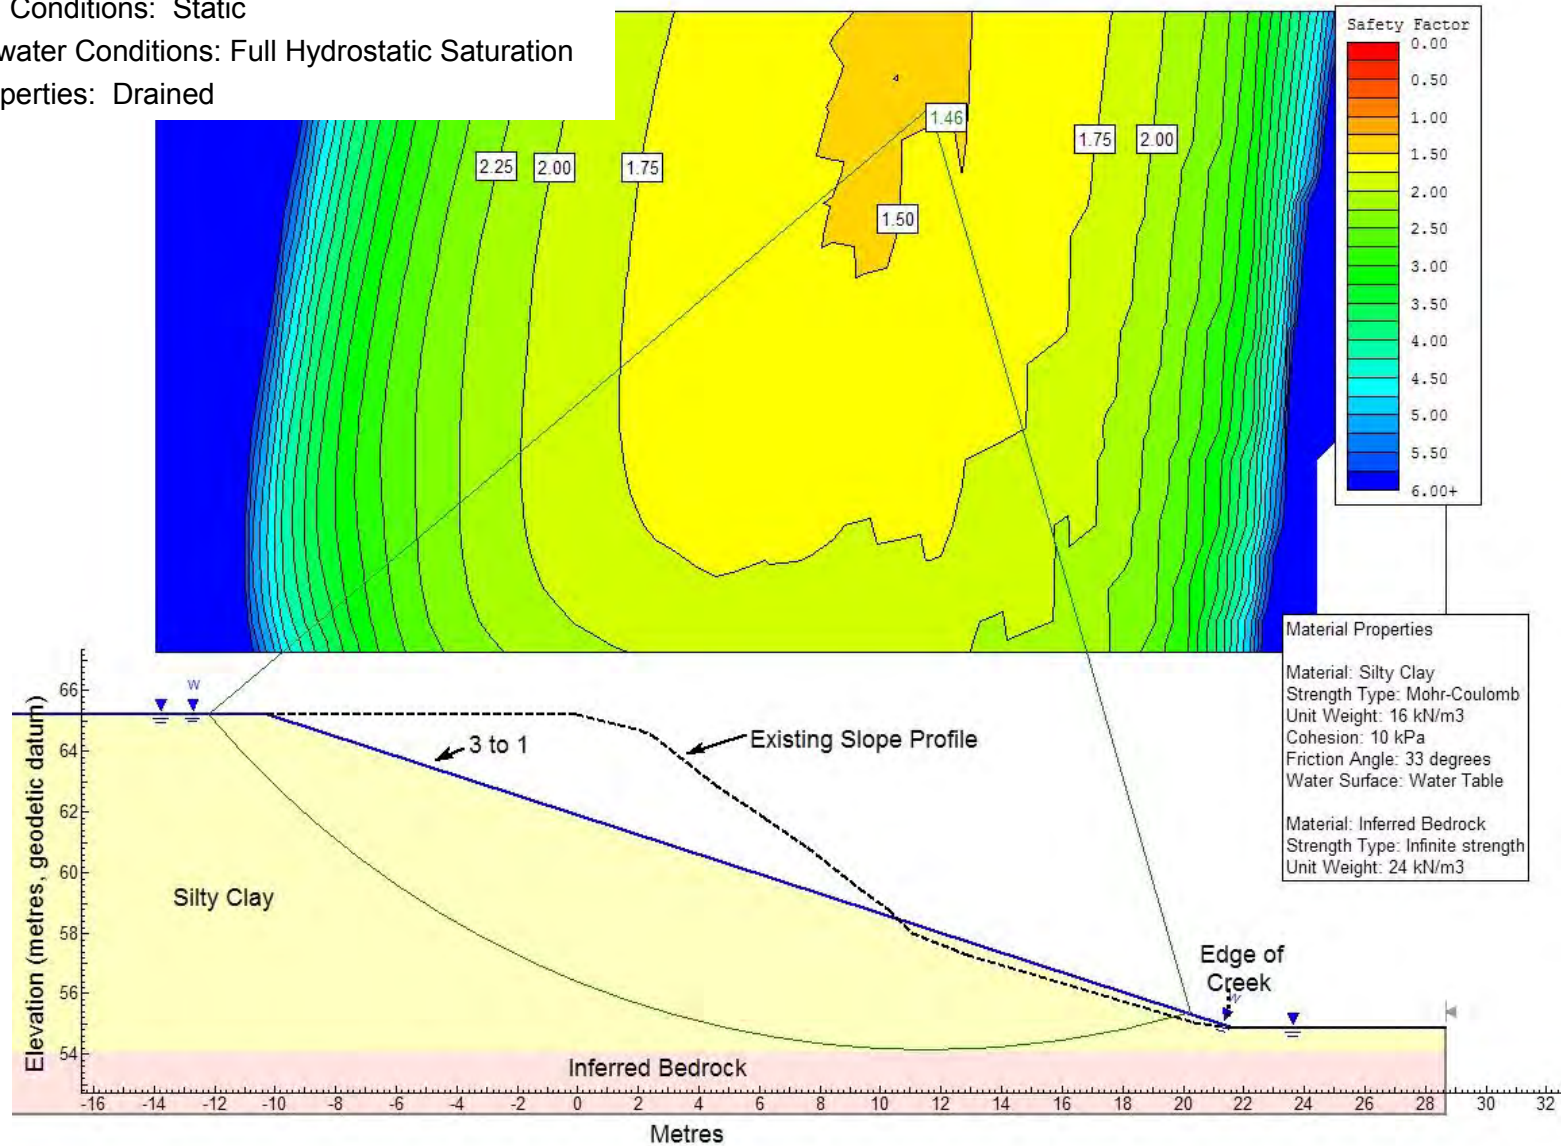 Conditions: Static
water Conditions: Full Hydrostatic Saturation
perties: Drained
Safety Factor
0.00
0.50
1.00
1.50
2.00
2.50
3.00
3.50
4.00
4.50
5.00
5.50
6.00+
1.46
2.25
2.00
1.75
1.75
2.00
1.50
Material Properties
Material: Silty Clay
Strength Type: Mohr-Coulomb
Unit Weight: 16 kN/m3
Cohesion: 10 kPa
Friction Angle: 33 degrees
Water Surface: Water Table
Material: Inferred Bedrock
Strength Type: Infinite strength
Unit Weight: 24 kN/m3
W
3 to 1
Existing Slope Profile
Silty Clay
Edge of
Creek
W
Inferred Bedrock
Elevation (metres, geodetic datum)
66
64
62
60
58
56
54
-16 -14 -12 -10 -8 -6 -4 -2 0 2 4 6 8 10 12 14 16 18 20 22 24 26 28 30 32
Metres